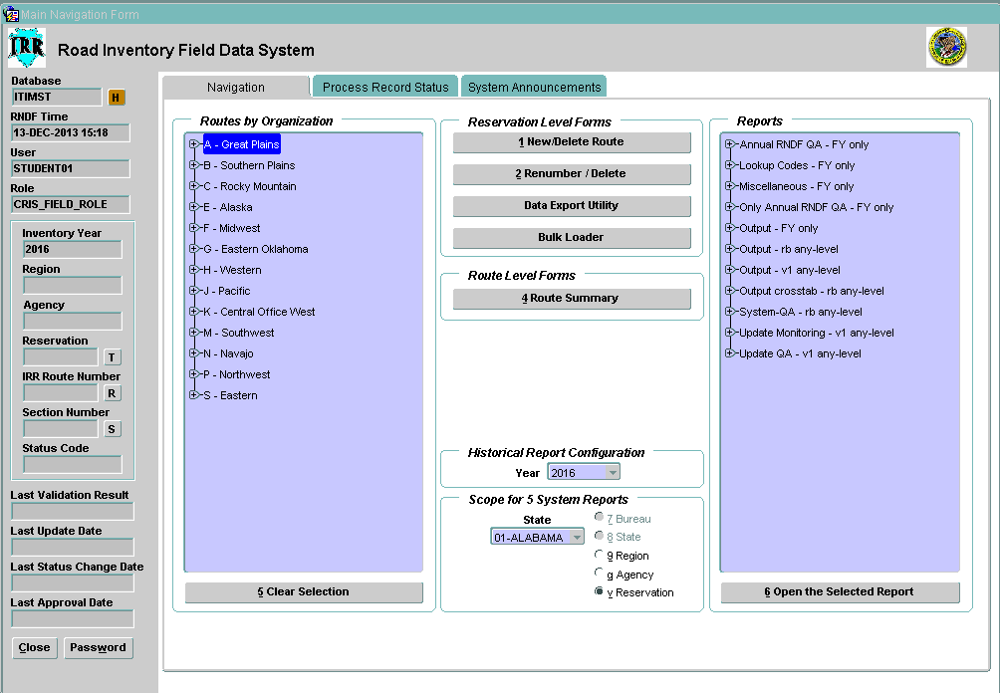 Main Navigation Form
IRR
Road Inventory Field Data System
Database
ITIMST
H
RNDF Time
13-DEC-2013 15:18
User
STUDENT01
Role
CRIS_FIELD_ROLE
Inventory Year
2016
Region
Agency
Reservation
T
IRR Route Number
R
Section Number
S
Status Code
Last Validation Result
Last Update Date
Last Status Change Date
Last Approval Date
Close Password
Navigation Process Record Status System Announcements
Routes by Organization
A - Great Plains
B - Southern Plains
C - Rocky Mountain
E - Alaska
F - Midwest
G - Eastern Oklahoma
H - Western
J - Pacific
K - Central Office West
M - Southwest
N - Navajo
P - Northwest
S - Eastern
5 Clear Selection
Reservation Level Forms
1 New/Delete Route
2 Renumber / Delete
Data Export Utility
Bulk Loader
Route Level Forms
4 Route Summary
Historical Report Configuration
Year 2016
Scope for 5 System Reports
State
01-ALABAMA
7 Bureau
8 State
9 Region
g Agency
v Reservation
Reports
Annual RNDF QA - FY only
Lookup Codes - FY only
Miscellaneous - FY only
Only Annual RNDF QA - FY only
Output - FY only
Output - rb any-level
Output - v1 any-level
Output crosstab - rb any-level
System-QA - rb any-level
Update Monitoring - v1 any-level
Update QA - v1 any-level
6 Open the Selected Report